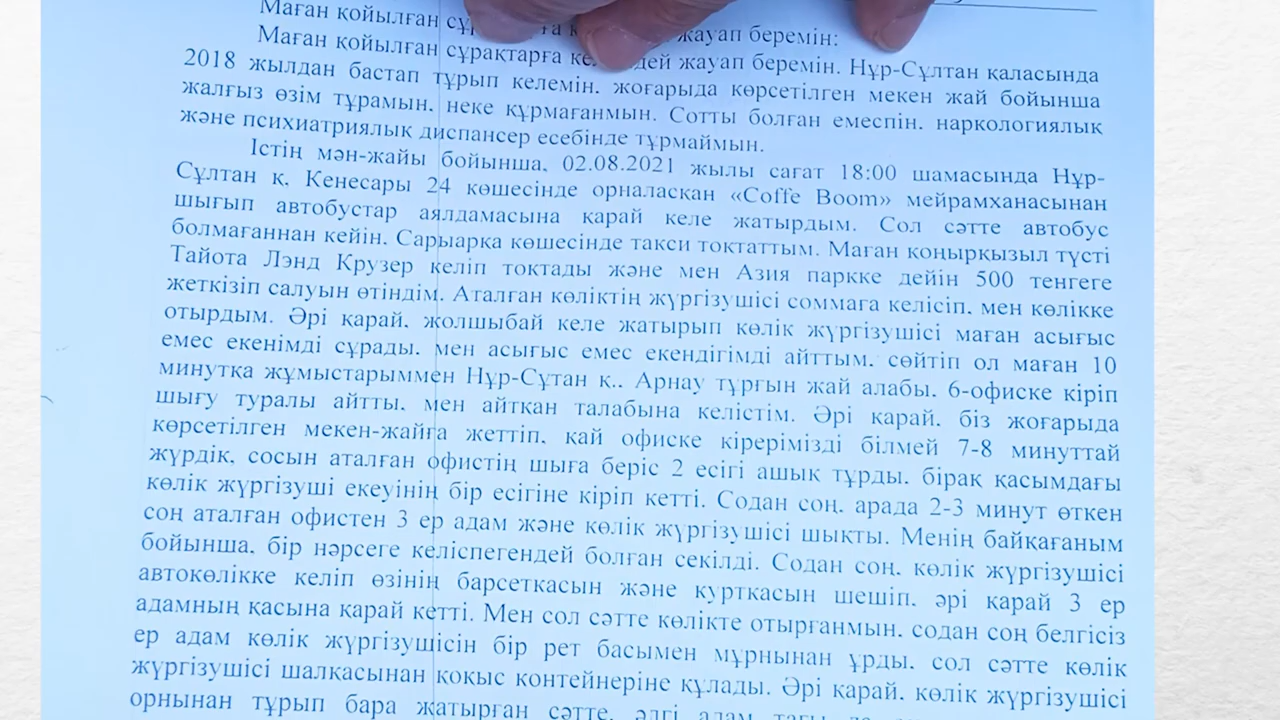 Маған қойылған жауап беремін:
Маған қойылған сұрақтарға жауап беремін. Нұр-Сұлтан қаласында
2018 жылдан бастап тұрып келемін. жоғарыда көрсетілген мекен жай бойынша
жалғыз өзім тұрамын. неке құрмағанмын. Сотты болған емеспін. наркологиялық
және психиатриялық диспансер есебінде тұрмаймын.
Істің мән-жайы бойынша, 02.08.2021 жылы сағат 18:00 шамасында Нұр-
Сұлтан қ. Кенесары 24 көшесінде орналасқан «Coffe Boom» мейрамханасынан
шығып автобустар аялдамасына қарай келе жатырдым. Сол сәтте автобус
болмағаннан кейін. Сарыарқа көшесінде такси тоқтаттым. Маған қоңырқызыл түсті
Тайота Лэнд Крузер келіп тоқтады және мен Азия паркке дейін 500 теңгеге
жеткізіп салуын өтіндім. Аталған көліктің жүргізушісі соммаға келісіп. мен көлікке
отырдым. Әрі қарай. жолшыбай келе жатырып көлік жүргізушісі маған асығыс
емес екенімді сұрады. мен асығыс емес екендігімді айттым. сөйтіп ол маған 10
минутқа жұмыстарыммен Нұр-Сұтан қ.. Арнау тұрғын жай алабы. 6-офиске кіріп
шығу туралы айтты. мен айтқан талабына келістім. Әрі қарай. біз жоғарыда
көрсетілген мекен-жайға жеттіп. қай офиске кірерімізді білмей 7-8 минуттай
жүрдік. сосын аталған офистің шыға беріс 2 есігі ашық тұрды. бірақ қасымдағы
көлік жүргізуші екеуінің бір есігіне кіріп кетті. Содан соң. арада 2-3 минут өткен
соң аталған офистен 3 ер адам және көлік жүргізушісі шықты. Менің байқағаным
бойынша. бір нәрсеге келіспегендей болған секілді. Содан соң. көлік жүргізушісі
автокөлікке келіп өзінің барсеткасын және курткасын шешіп. әрі қарай 3 ер
адамның қасына қарай кетті. Мен сол сәтте көлікте отырғанмын. содан соң белгісіз
ер адам көлік жүргізушісін бір рет басымен мұрнынан ұрды. сол сәтте көлік
жүргізушісі шалқасынан қоқыс контейнеріне құлады. Әрі қарай. көлік жүргізушісі
орнынан тұрып бара жатырған сәтте. әлгі адам тағы